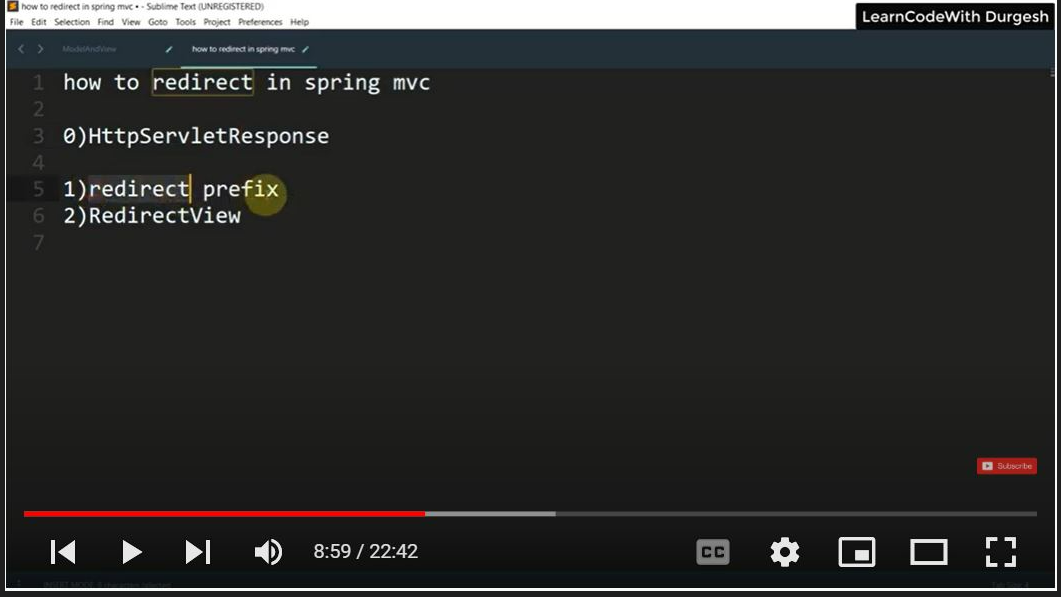 how to redirect in spring mvc • - Sublime Text (UNREGISTERED)
File Edit Selection Find View Goto Tools Project Preferences Help
LearnCodeWith Durgesh
ModelAndView
how to redirect in spring mvc
1 how to redirect in spring mvc
2
3 0)HttpServletResponse
4
5 1)redirect prefix
6 2)RedirectView
7
Subscribe
8:59 / 22:42
CC